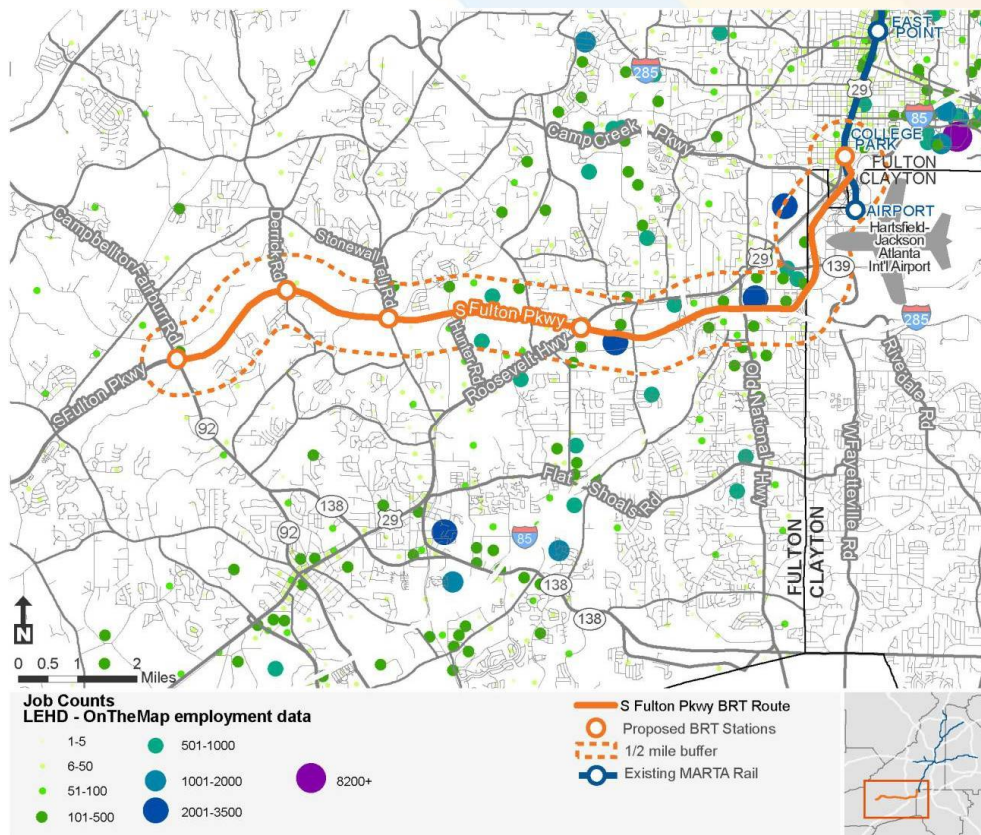 EAST
POINT
285
29
85
Camp Creek Pkwy
COLLEGE
PARK
FULTON
CLAYTON
AIRPORT
Hartsfield-
Jackson
Atlanta
Int'l Airport
Campbellton Fairburn Rd
Derrick Rd
Stonewall Tell Rd
29
139
S Fulton Pkwy
285
Hunter Rd
Roosevelt Hwy
S Fulton Pkwy
Riverdale Rd
Old National Hwy
W Fayetteville Rd
92
Flat Shoals Rd
138
29
92
85
FULTON
CLAYTON
138
138
N
0 0.5 1 2
Miles
Job Counts
LEHD - OnTheMap employment data
1-5
6-50
51-100
101-500
501-1000
1001-2000
2001-3500
8200+
S Fulton Pkwy BRT Route
Proposed BRT Stations
1/2 mile buffer
Existing MARTA Rail